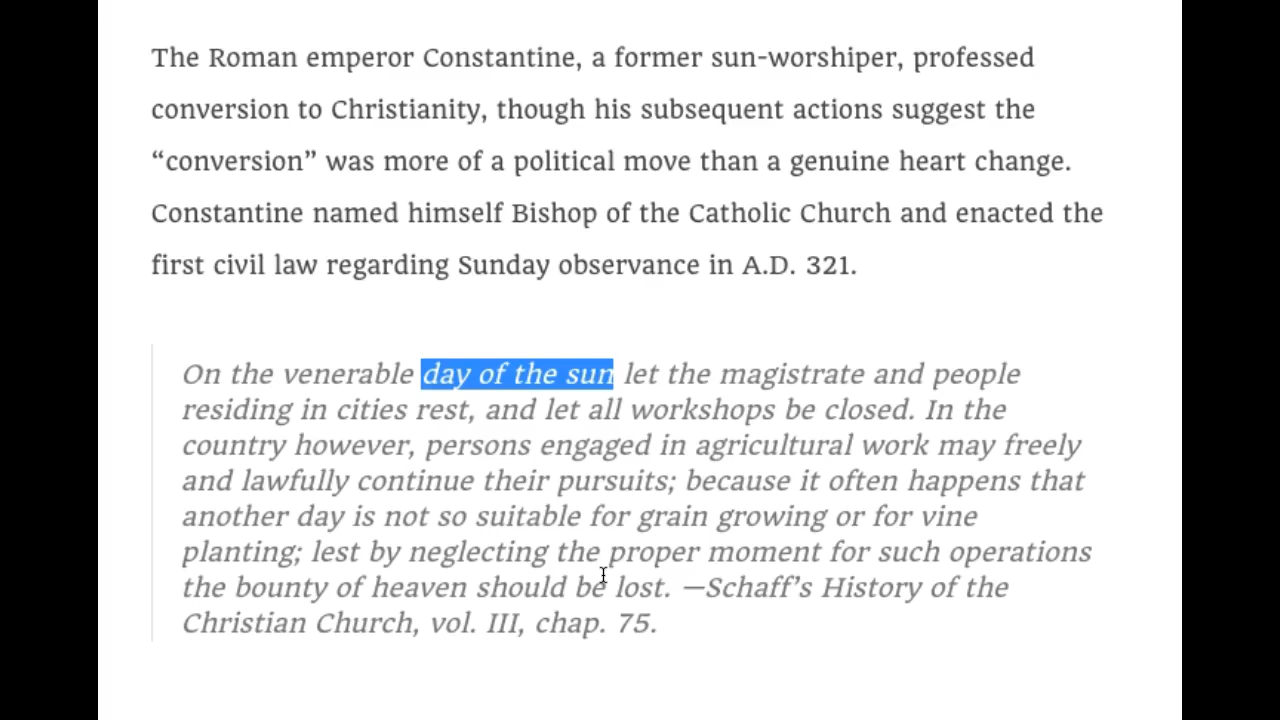 The Roman emperor Constantine, a former sun-worshiper, professed
conversion to Christianity, though his subsequent actions suggest the
“conversion” was more of a political move than a genuine heart change.
Constantine named himself Bishop of the Catholic Church and enacted the
first civil law regarding Sunday observance in A.D. 321.
On the venerable day of the sun let the magistrate and people
residing in cities rest, and let all workshops be closed. In the
country however, persons engaged in agricultural work may freely
and lawfully continue their pursuits; because it often happens that
another day is not so suitable for grain growing or for vine
planting; lest by neglecting the proper moment for such operations
the bounty of heaven should be lost. —Schaff’s History of the
Christian Church, vol. III, chap. 75.